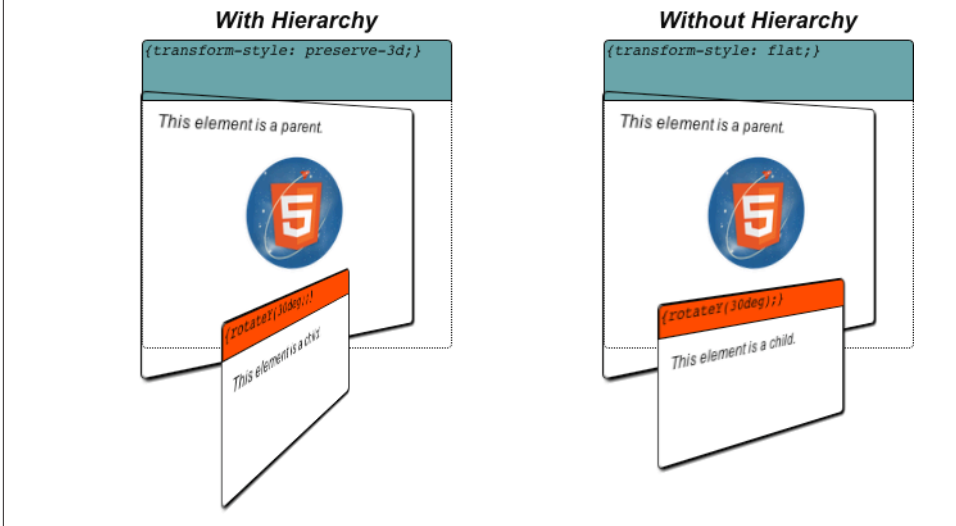 With Hierarchy
{transform-style: preserve-3d;}
This element is a parent.
5
{rotateY(30deg);}
This element is a child.
Without Hierarchy
{transform-style: flat;}
This element is a parent.
5
{rotateY(30deg);}
This element is a child.